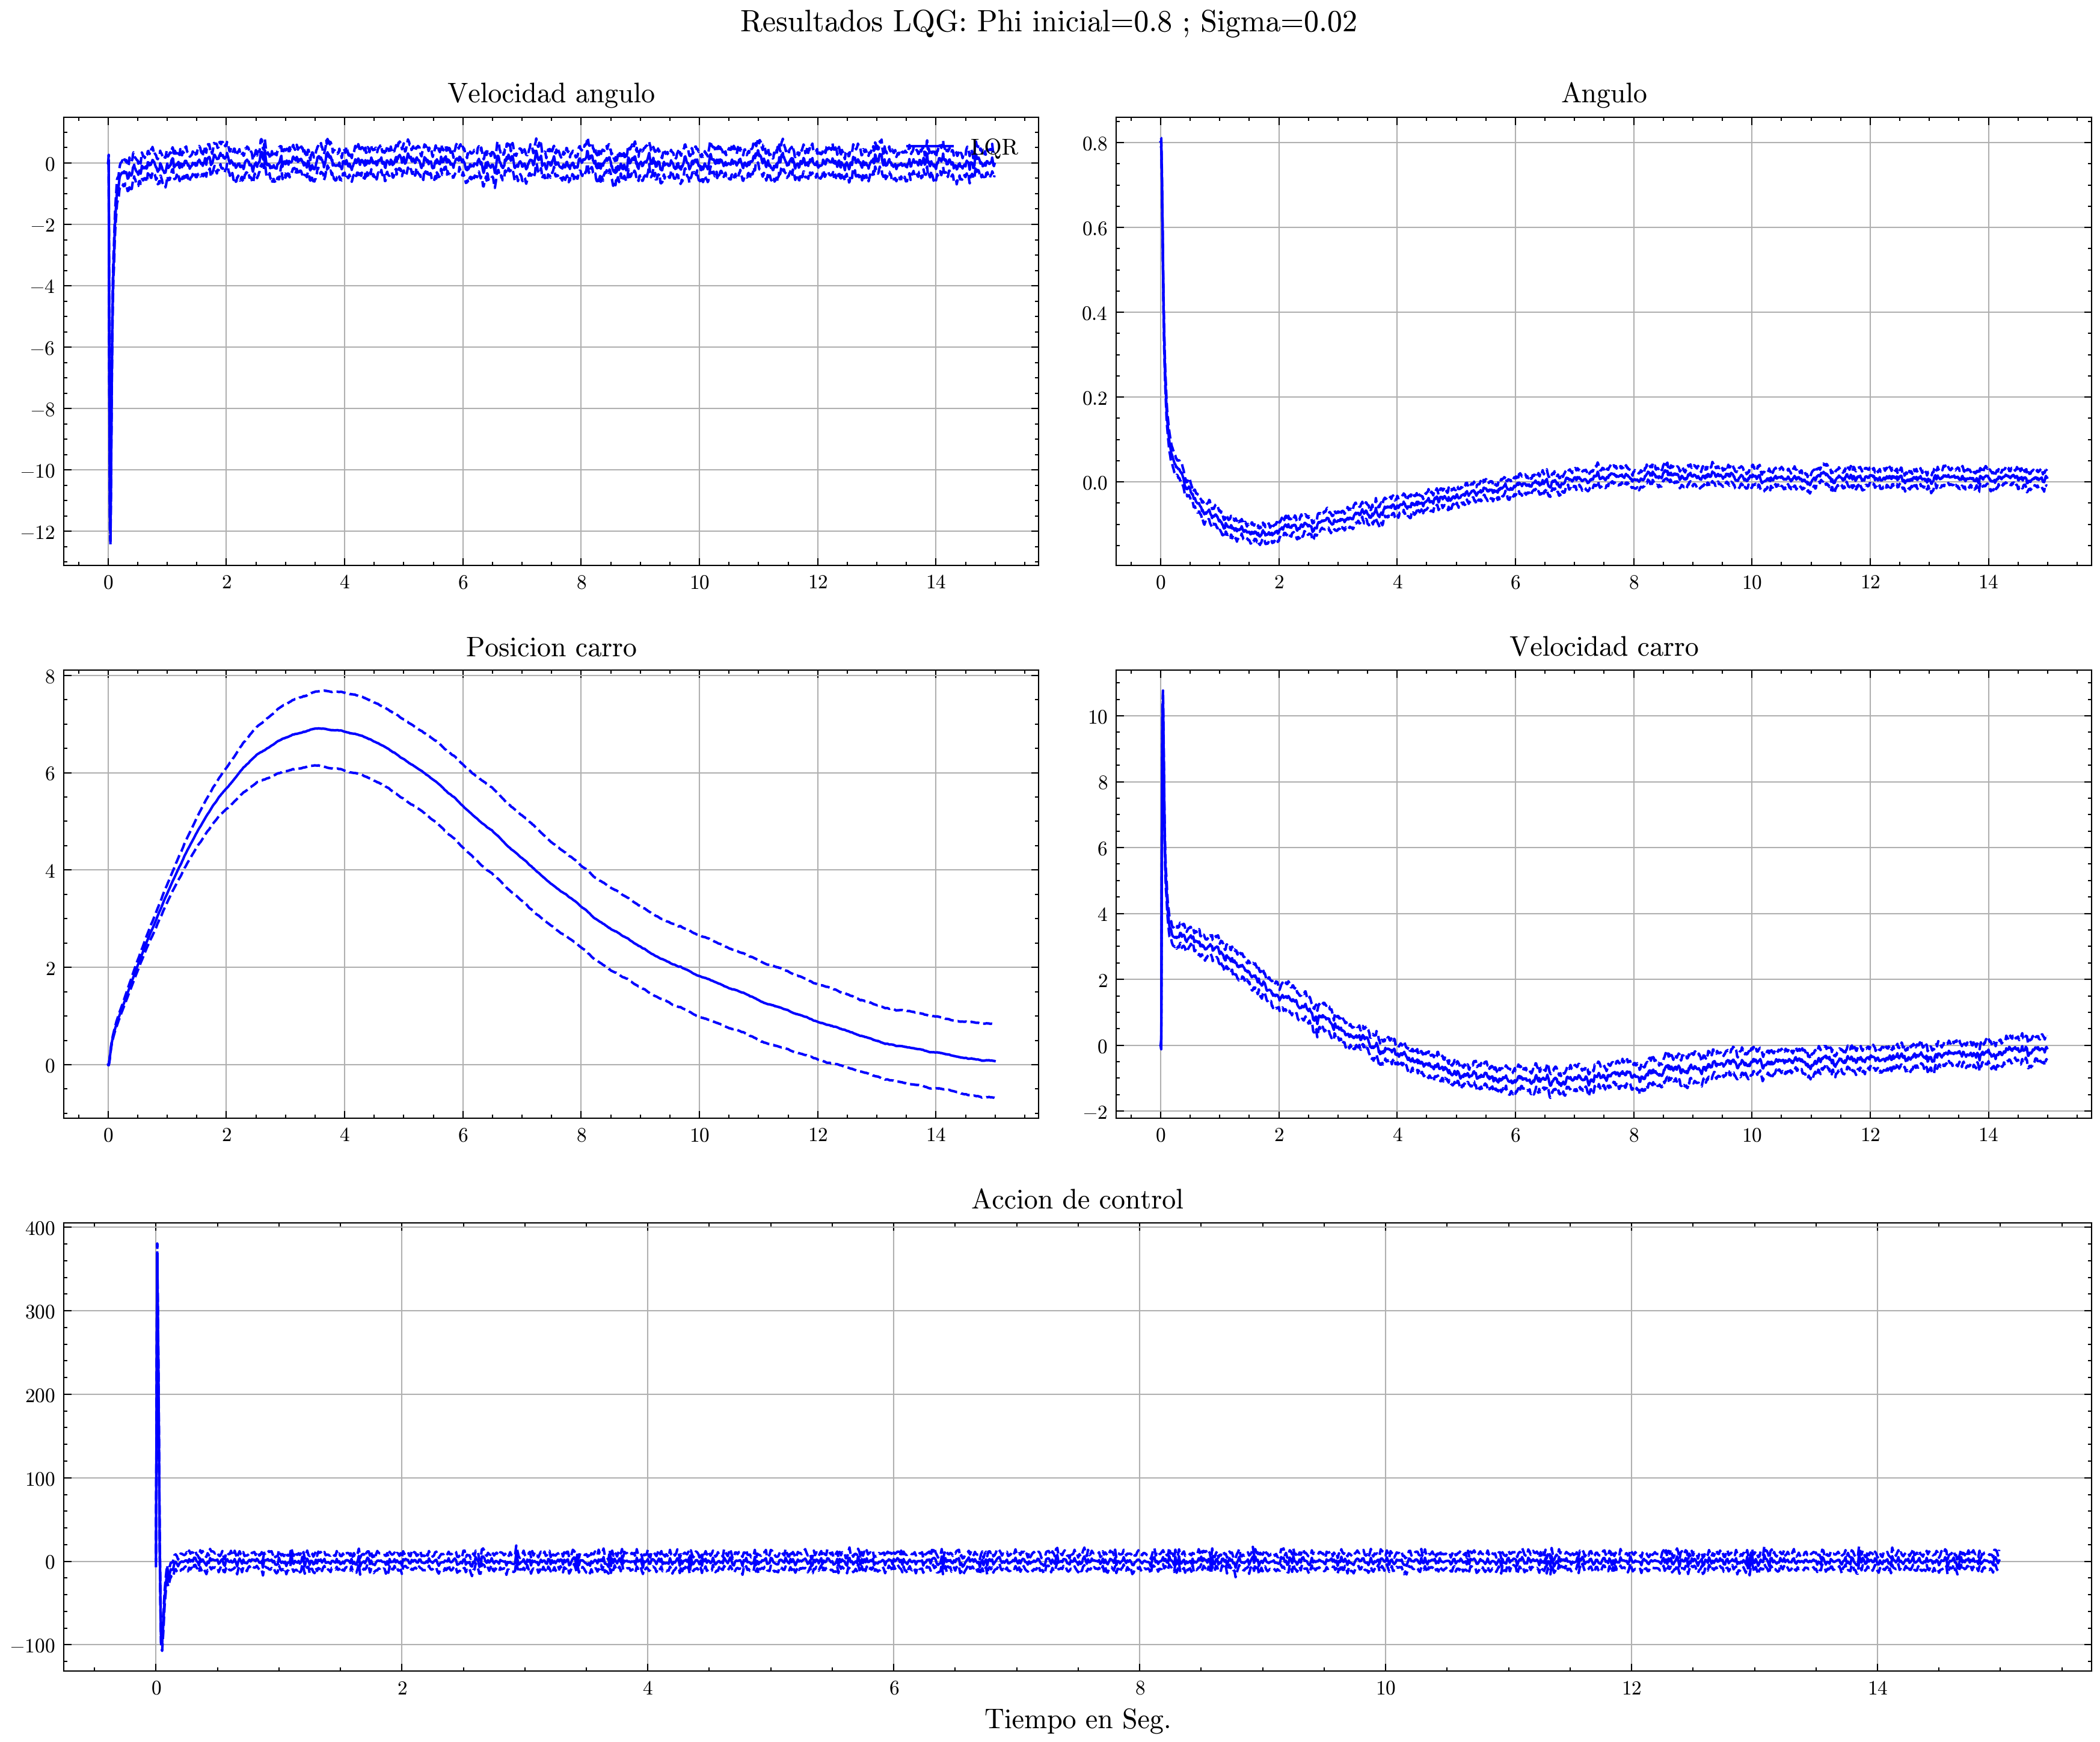 Resultados LQG: Phi inicial=0.8 ; Sigma=0.02
Velocidad angulo
0
−2
−4
−6
−8
−10
−12
LQR
0 2 4 6 8 10 12 14
Angulo
0.8
0.6
0.4
0.2
0.0
0 2 4 6 8 10 12 14
Posicion carro
8
6
4
2
0
0 2 4 6 8 10 12 14
Velocidad carro
10
8
6
4
2
0
−2
0 2 4 6 8 10 12 14
Accion de control
400
300
200
100
0
−100
0 2 4 6 8 10 12 14
Tiempo en Seg.